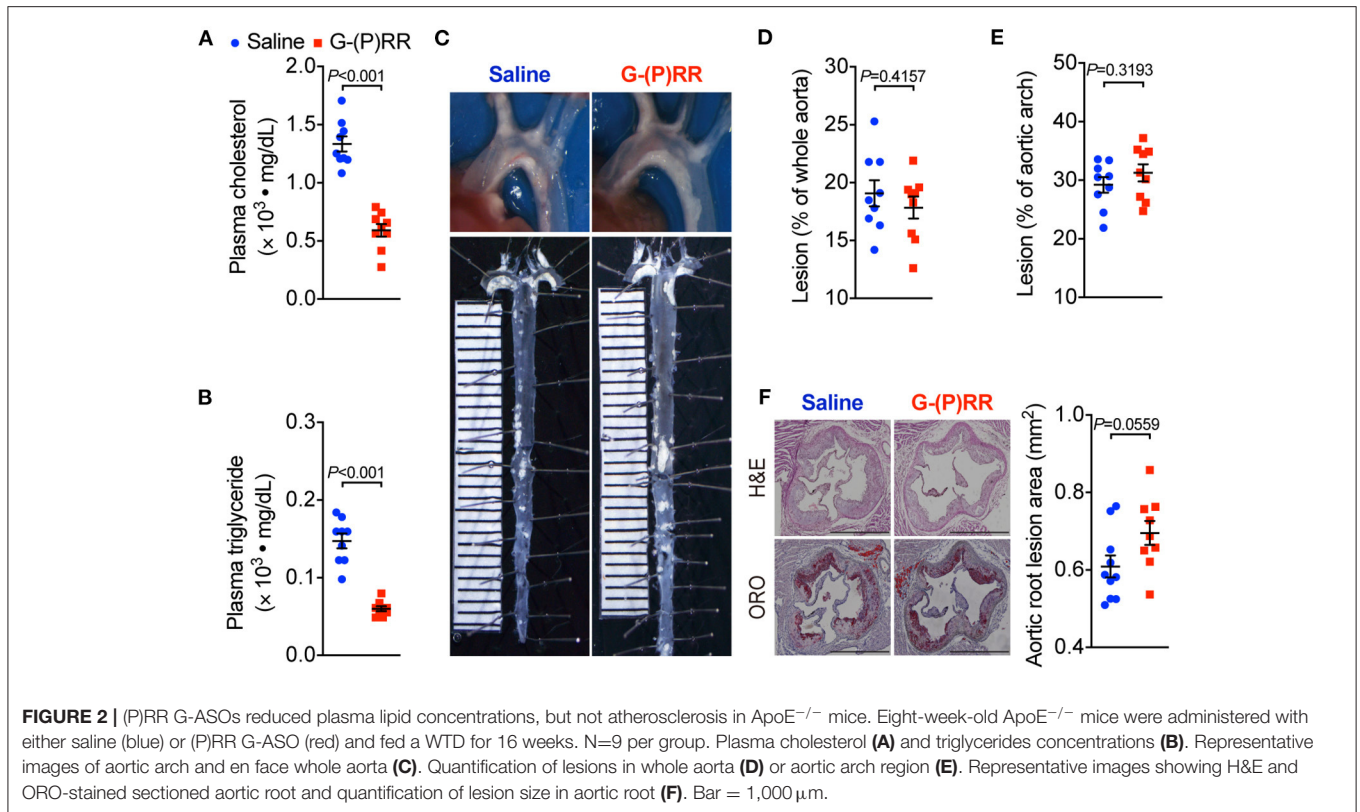 A
● Saline ■ G-(P)RR
P<0.001
2.0
1.5
1.0
0.5
0.0
Plasma cholesterol
(× 10³ • mg/dL)
B
P<0.001
0.3
0.2
0.1
0.0
Plasma triglyceride
(× 10³ • mg/dL)
C
Saline
G-(P)RR
D
P=0.4157
30
25
20
15
10
Lesion (% of whole aorta)
E
P=0.3193
50
40
30
20
10
Lesion (% of aortic arch)
F
Saline
G-(P)RR
H&E
ORO
P=0.0559
1.0
0.8
0.6
0.4
Aortic root lesion area (mm²)
FIGURE 2 | (P)RR G-ASOs reduced plasma lipid concentrations, but not atherosclerosis in ApoE⁻/⁻ mice. Eight-week-old ApoE⁻/⁻ mice were administered with
either saline (blue) or (P)RR G-ASO (red) and fed a WTD for 16 weeks. N=9 per group. Plasma cholesterol (A) and triglycerides concentrations (B). Representative
images of aortic arch and en face whole aorta (C). Quantification of lesions in whole aorta (D) or aortic arch region (E). Representative images showing H&E and
ORO-stained sectioned aortic root and quantification of lesion size in aortic root (F). Bar = 1,000 μm.